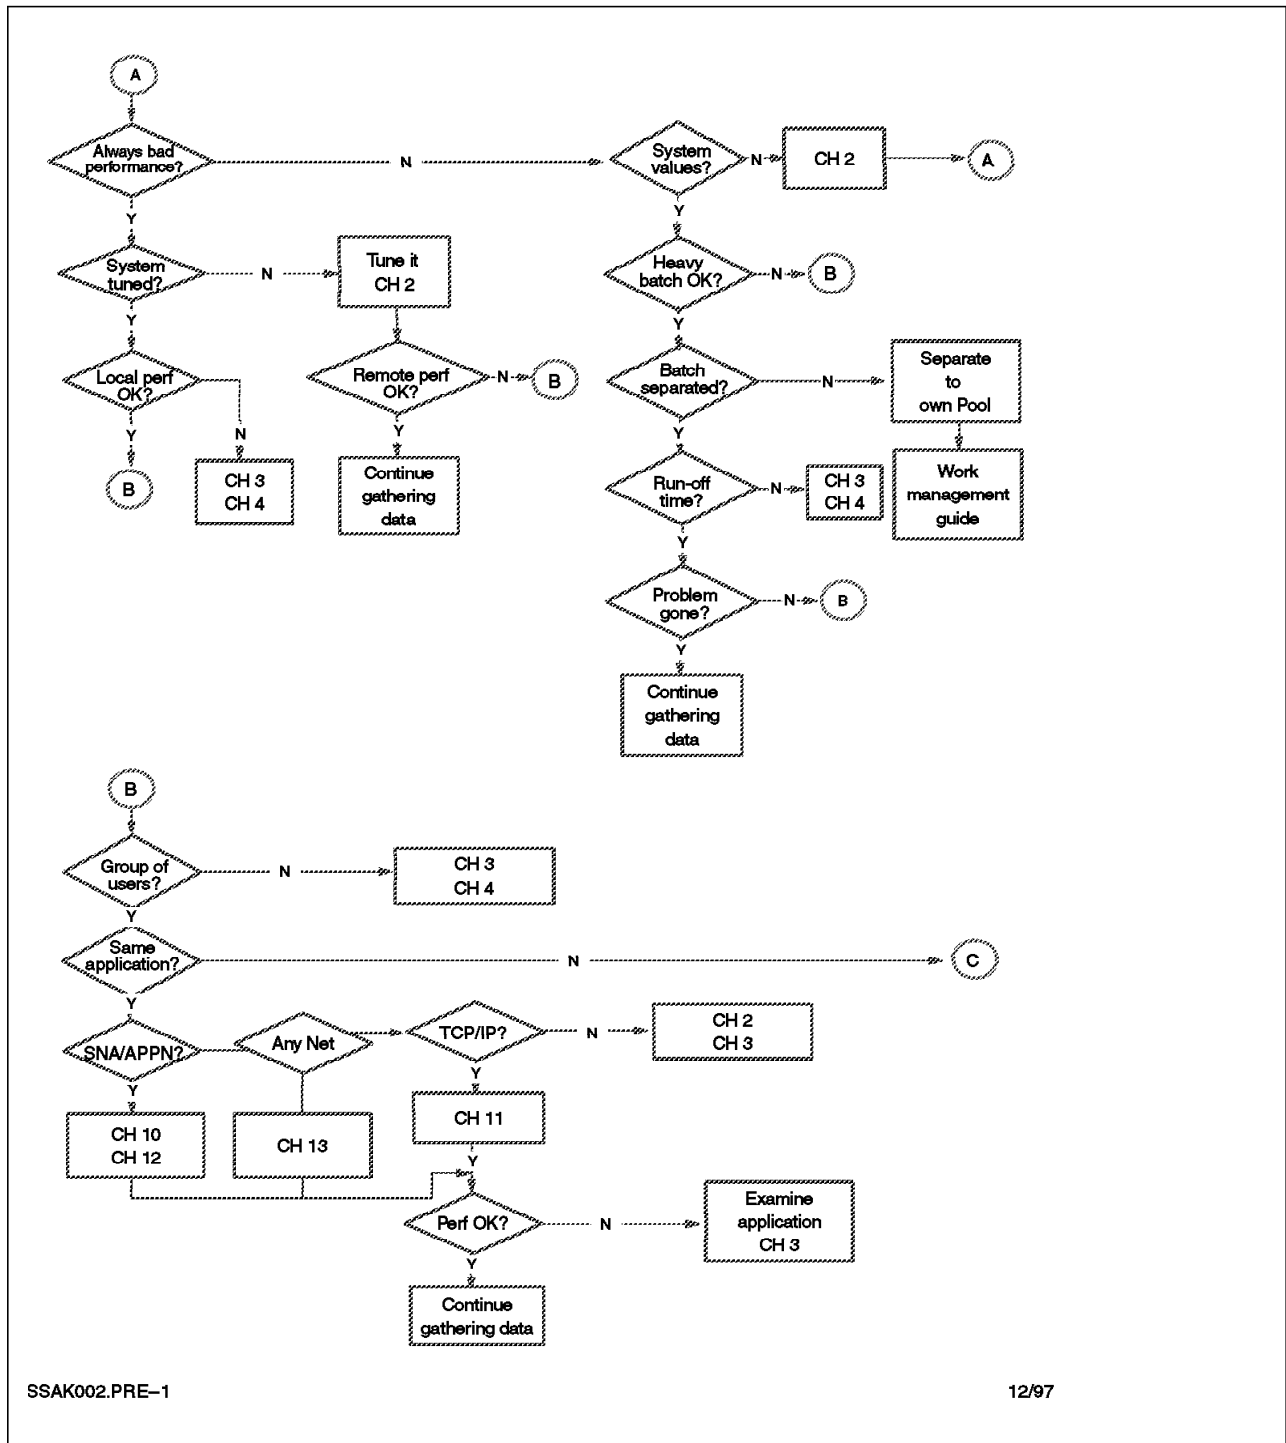 A
Always bad
performance?
N
System
values?
N
CH 2
A
Y
Y
System
tuned?
N
Tune it
CH 2
Heavy
batch OK?
N
B
Y
Y
Local perf
OK?
Remote perf
OK?
N
B
Batch
separated?
N
Separate
to
own Pool
Y
N
Y
Y
B
CH 3
CH 4
Continue
gathering
data
Run-off
time?
N
CH 3
CH 4
Work
management
guide
Y
Problem
gone?
N
B
Y
Continue
gathering
data
B
Group of
users?
N
CH 3
CH 4
Y
Same
application?
N
C
Y
SNA/APPN?
Any Net
TCP/IP?
N
CH 2
CH 3
Y
Y
CH 10
CH 12
CH 13
CH 11
Y
Perf OK?
N
Examine
application
CH 3
Y
Continue
gathering data
SSAK002.PRE–1
12/97